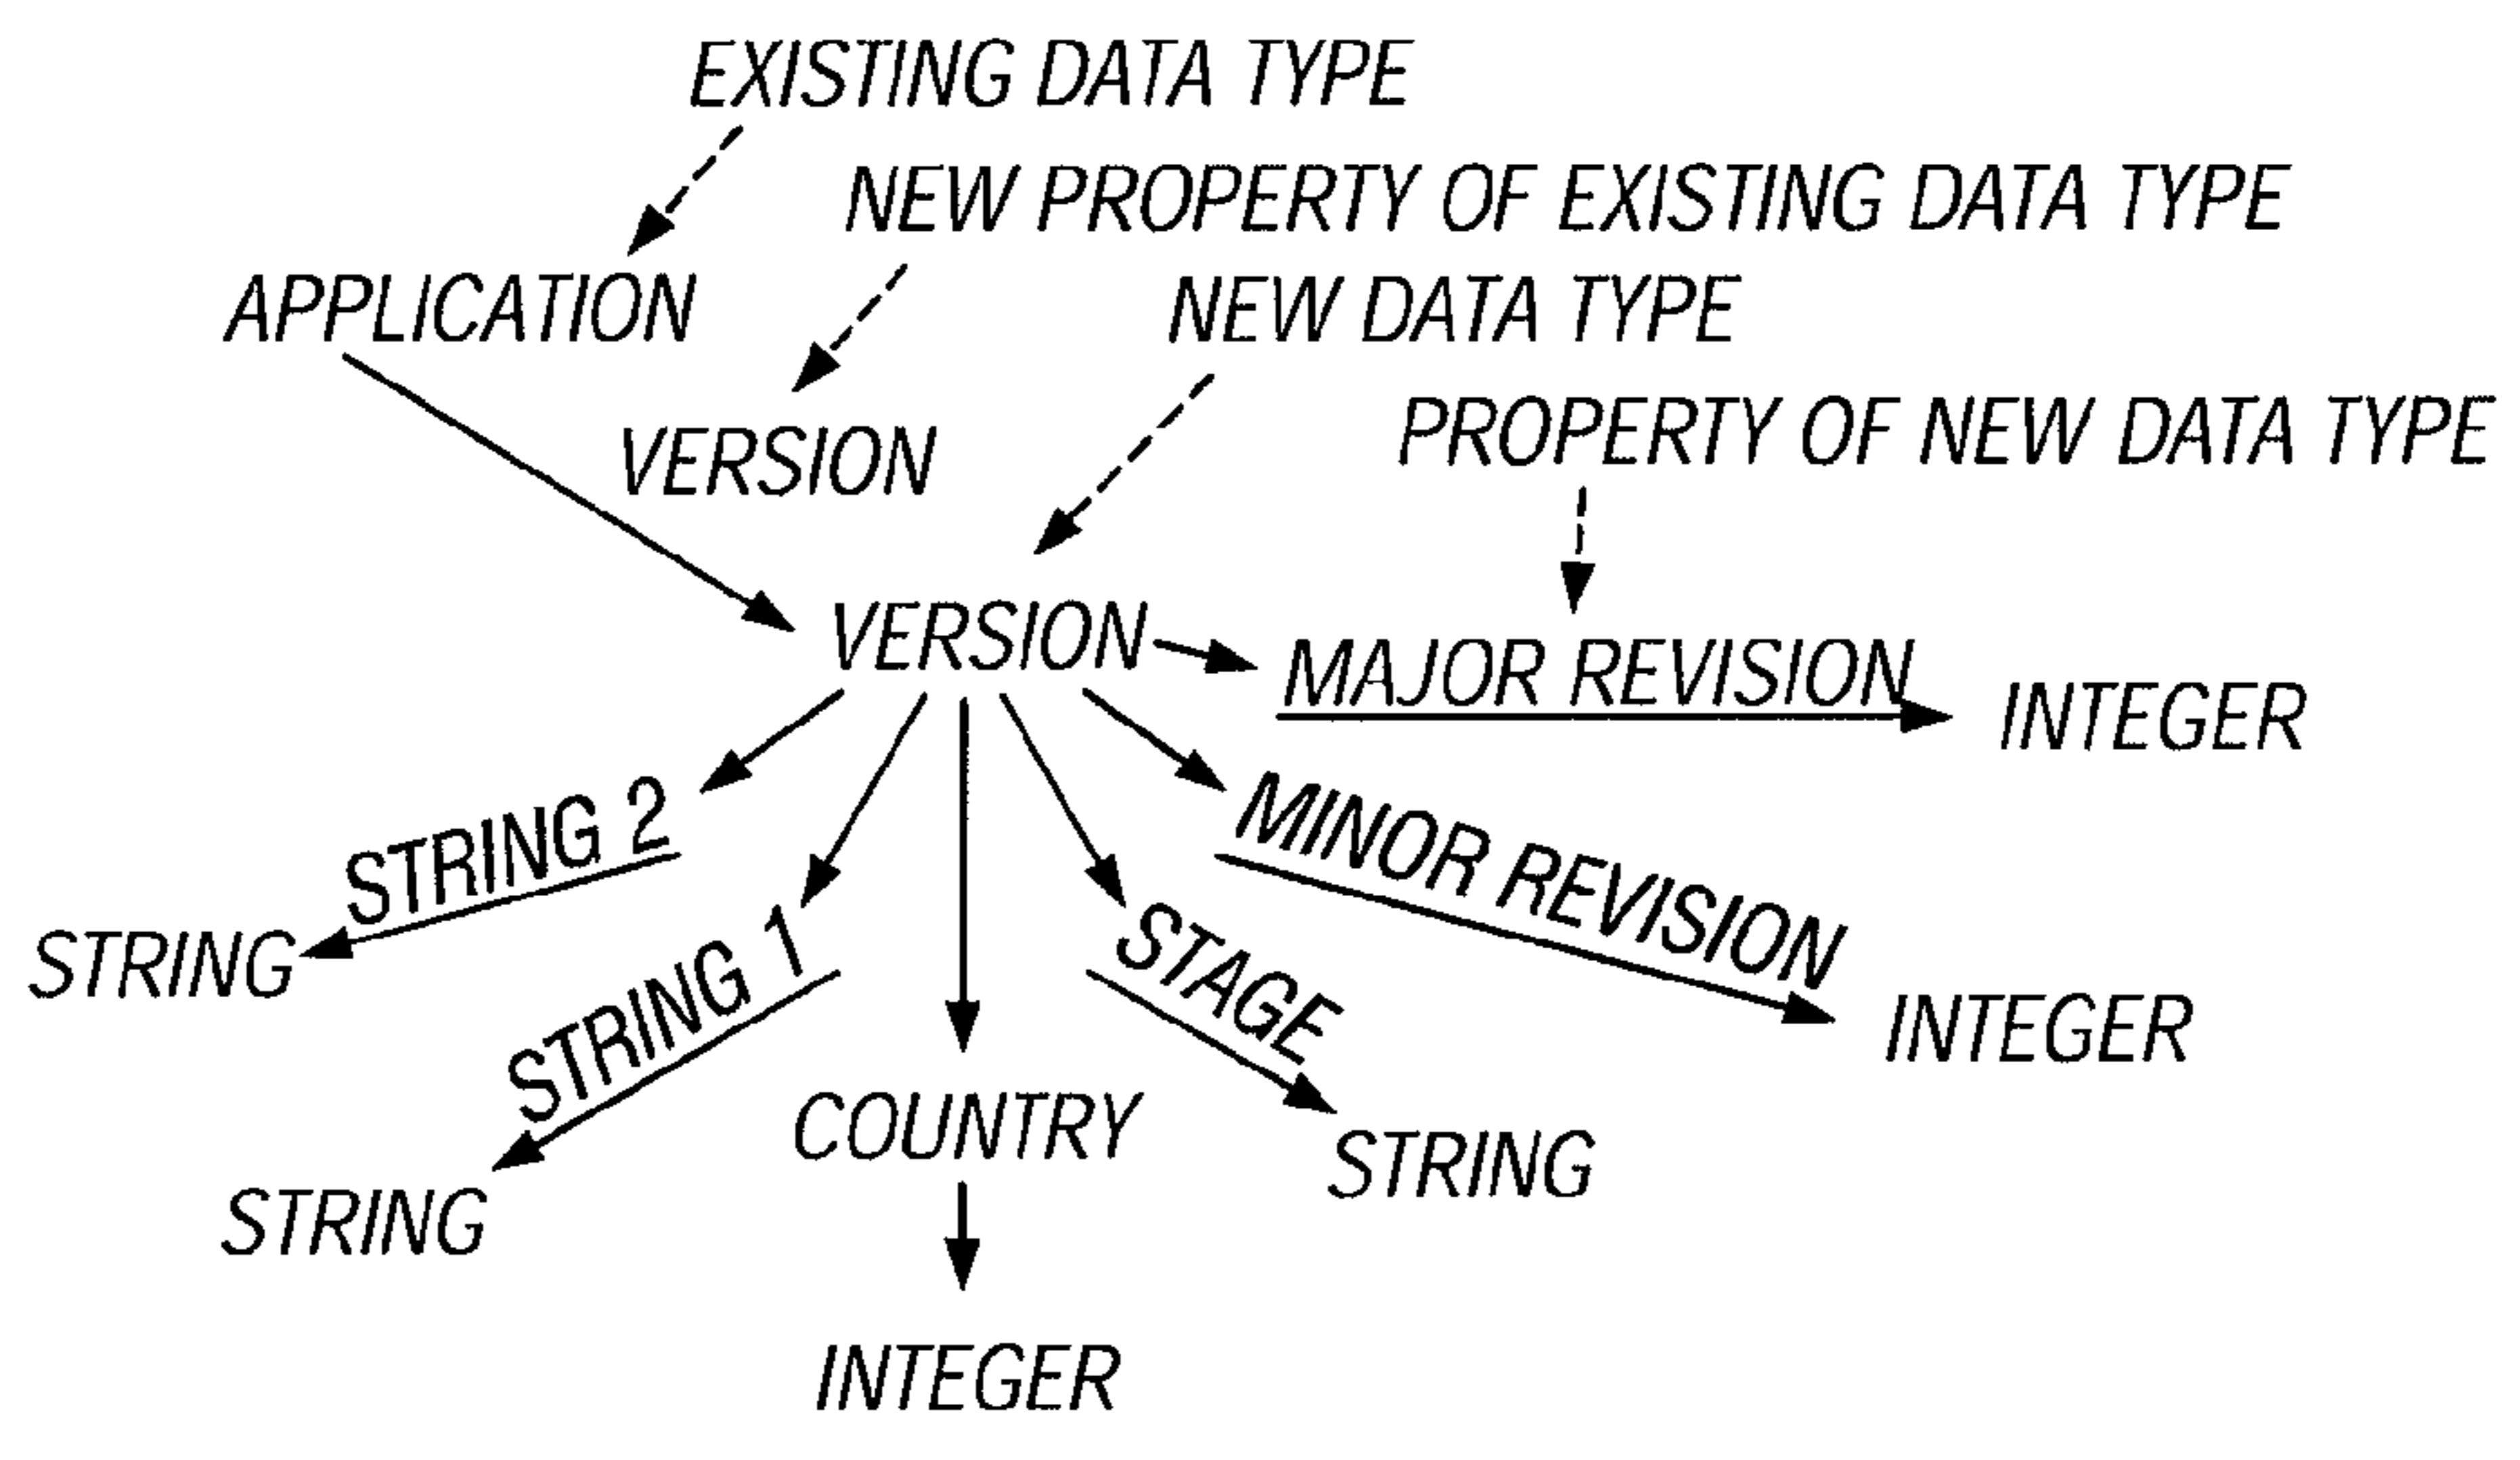 EXISTING DATA TYPE
NEW PROPERTY OF EXISTING DATA TYPE
APPLICATION
NEW DATA TYPE
VERSION
PROPERTY OF NEW DATA TYPE
VERSION
MAJOR REVISION
INTEGER
STRING 2
MINOR REVISION
STRING
STRING 1
STAGE
INTEGER
COUNTRY
STRING
STRING
INTEGER